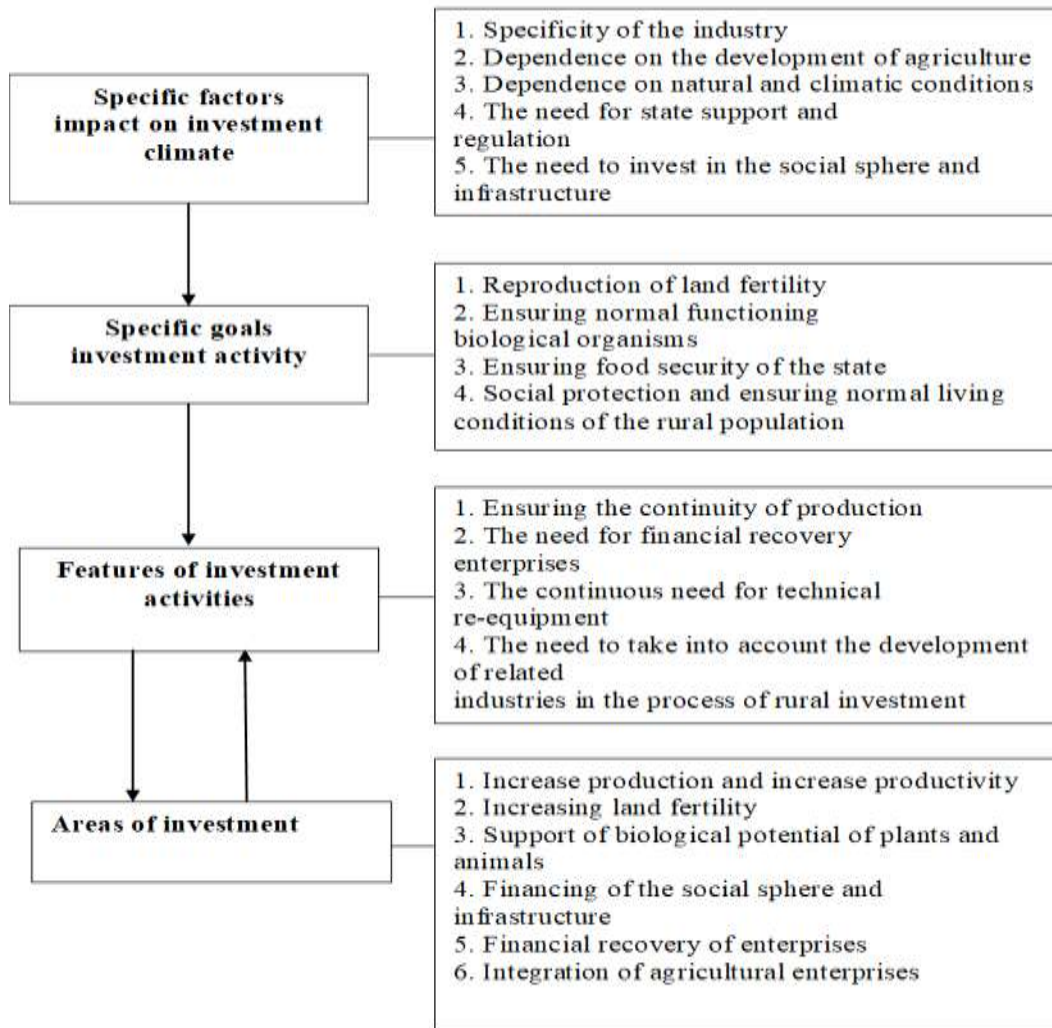 Specific factors
impact on investment
climate
1. Specificity of the industry
2. Dependence on the development of agriculture
3. Dependence on natural and climatic conditions
4. The need for state support and
regulation
5. The need to invest in the social sphere and
infrastructure
Specific goals
investment activity
1. Reproduction of land fertility
2. Ensuring normal functioning
biological organisms
3. Ensuring food security of the state
4. Social protection and ensuring normal living
conditions of the rural population
Features of investment
activities
1. Ensuring the continuity of production
2. The need for financial recovery
enterprises
3. The continuous need for technical
re-equipment
4. The need to take into account the development
of related
industries in the process of rural investment
Areas of investment
1. Increase production and increase productivity
2. Increasing land fertility
3. Support of biological potential of plants and
animals
4. Financing of the social sphere and
infrastructure
5. Financial recovery of enterprises
6. Integration of agricultural enterprises